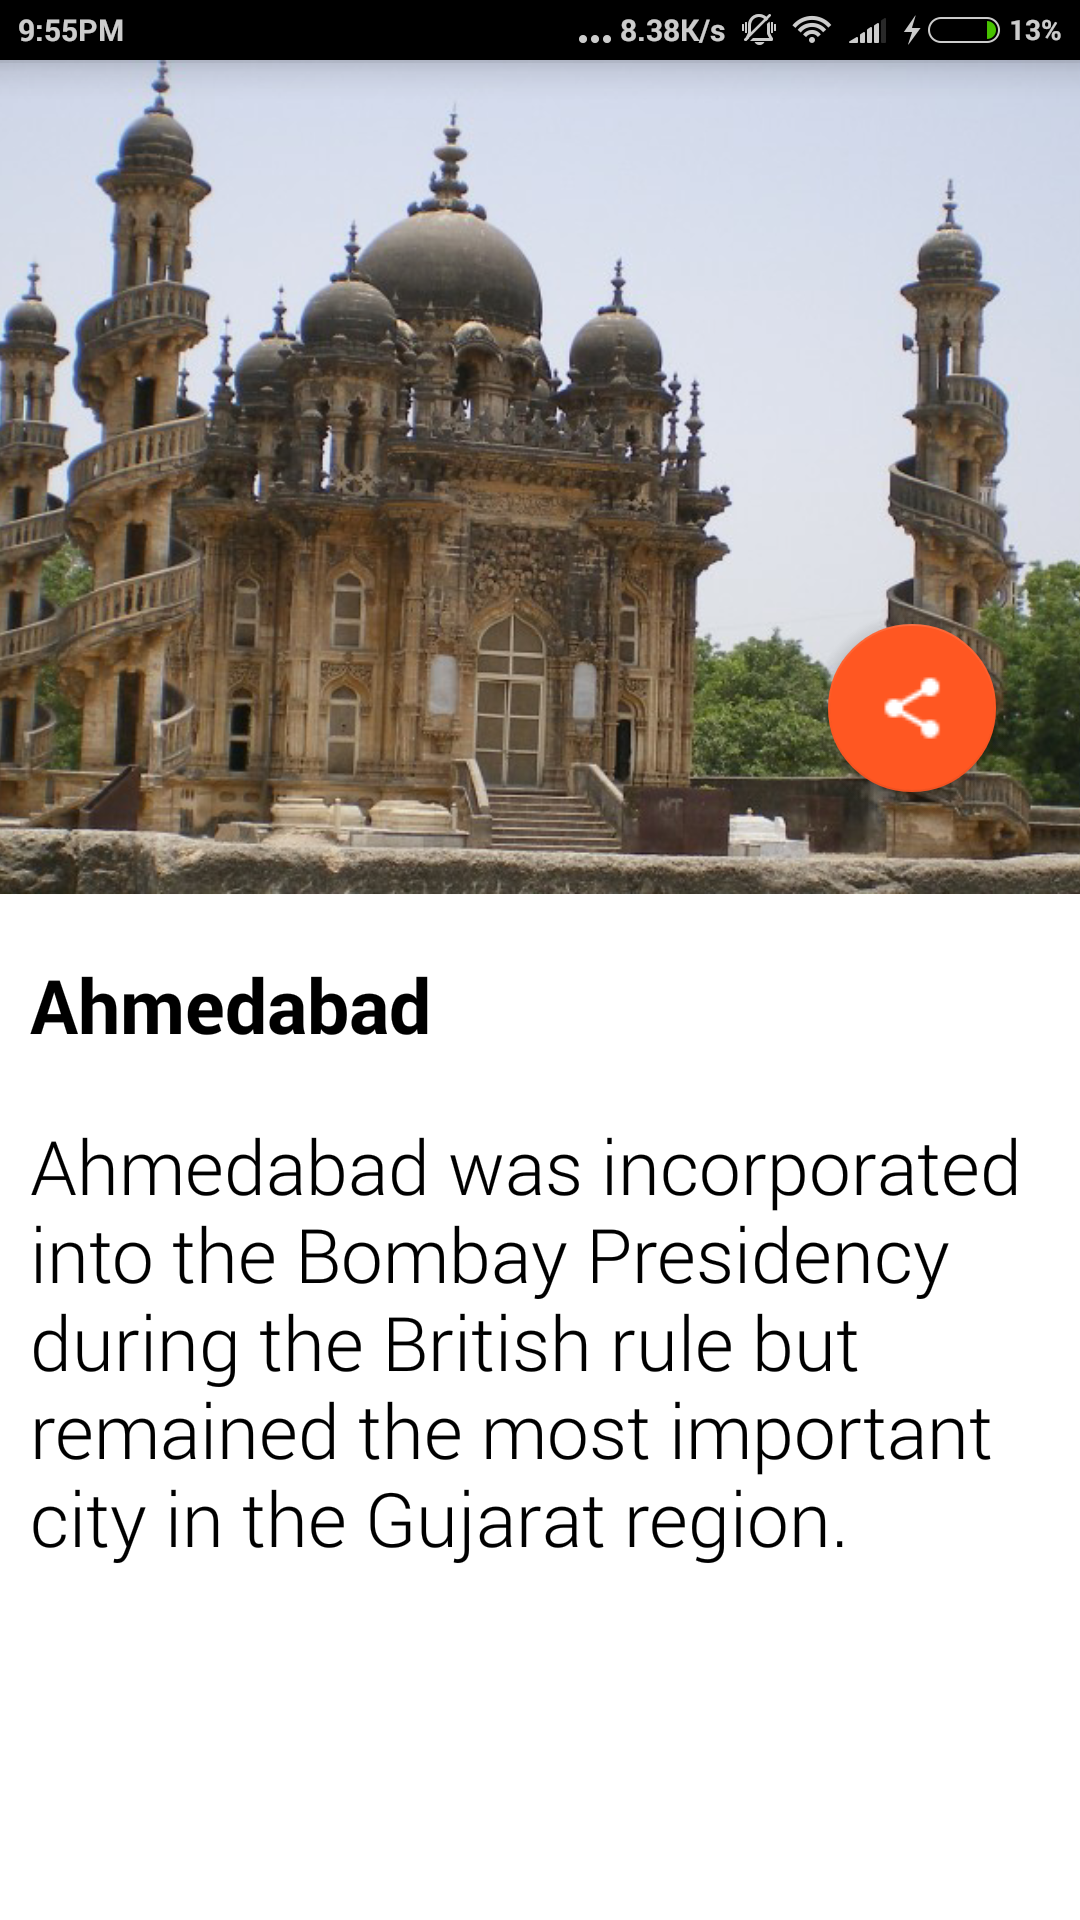 9:55PM ... 8.38K/s 13%
Ahmedabad
Ahmedabad was incorporated
into the Bombay Presidency
during the British rule but
remained the most important
city in the Gujarat region.